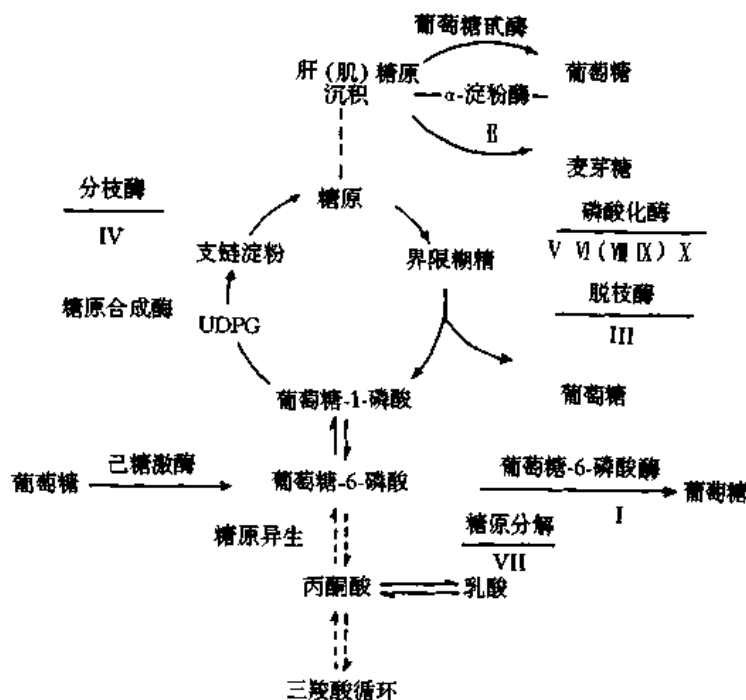 葡萄糖甙酶
肝(肌)糖原
沉积
葡萄糖
α-淀粉酶
II
麦芽糖
分枝酶
IV
糖原
磷酸化酶
V VI (VIII IX) X
支链淀粉
界限糊精
脱枝酶
III
糖原合成酶
UDPG
葡萄糖
葡萄糖-1-磷酸
葡萄糖
己糖激酶
葡萄糖-6-磷酸
葡萄糖-6-磷酸酶
葡萄糖
I
糖原异生
糖原分解
VII
丙酮酸
乳酸
三羧酸循环